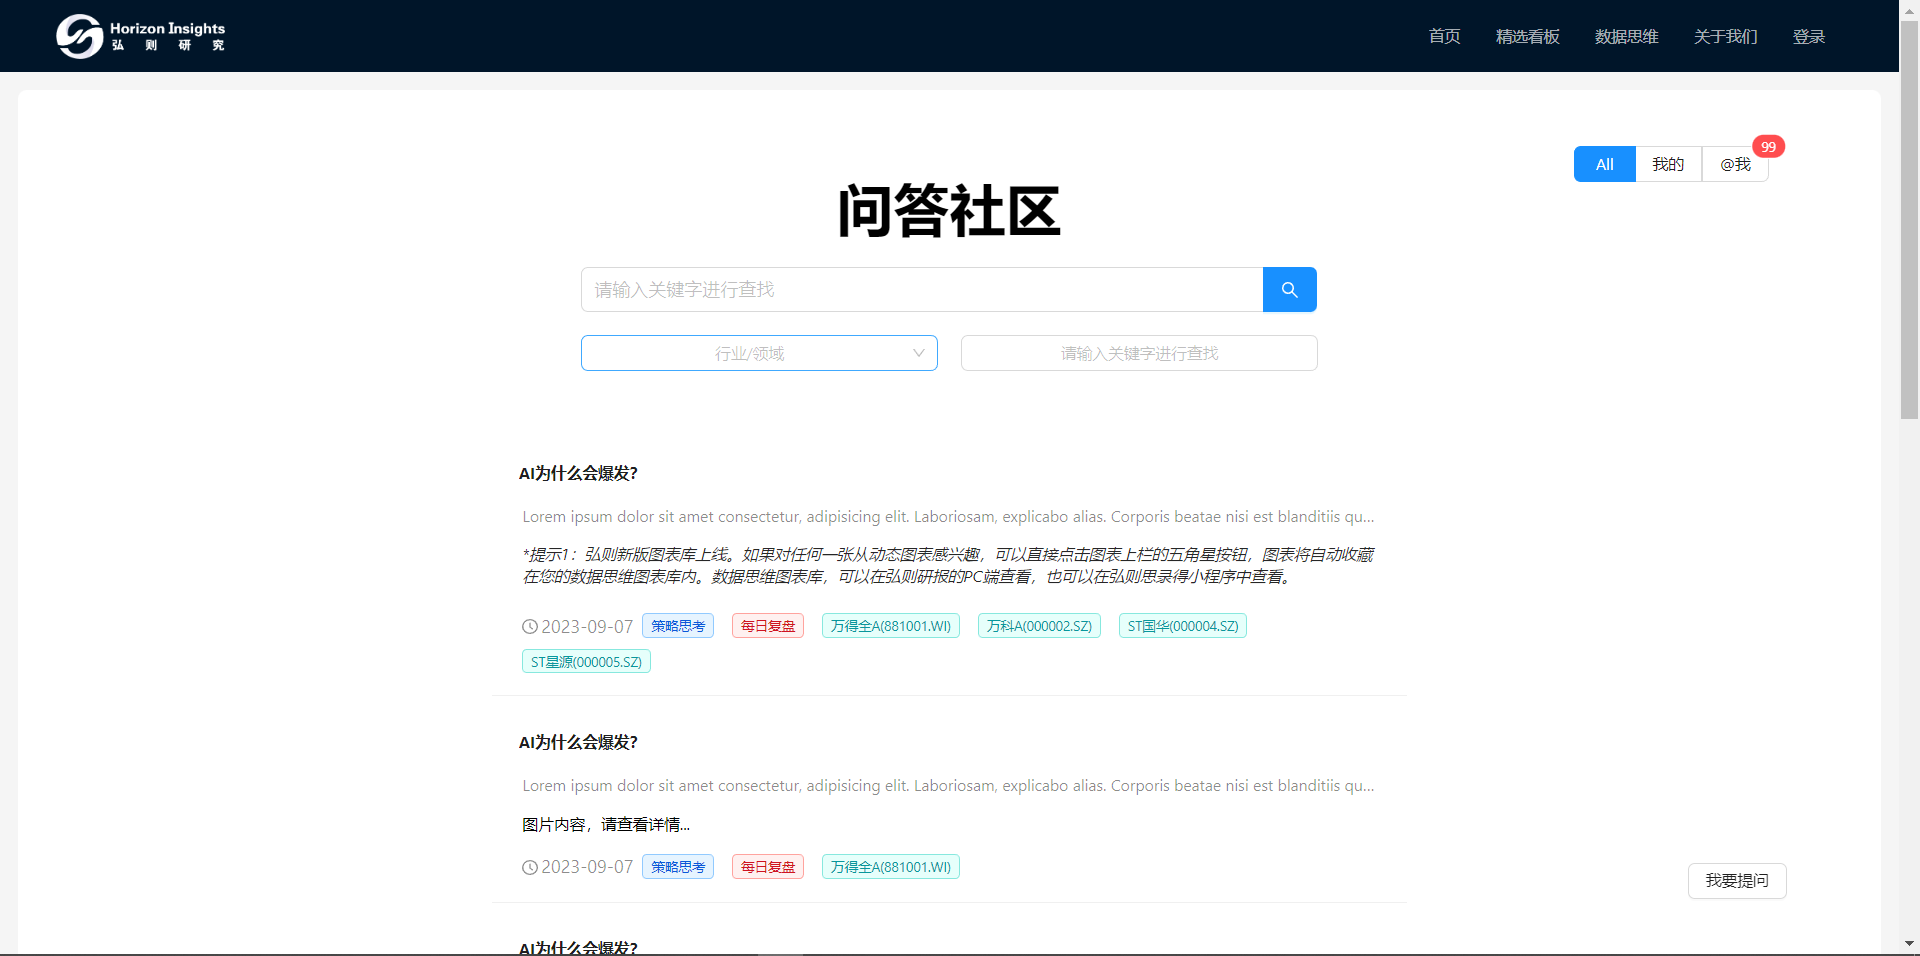 Horizon Insights
弘则研究
首页 精选看板 数据思维 关于我们 登录
All 我的 @我 99
问答社区
请输入关键字进行查找
行业/领域 请输入关键字进行查找
AI为什么会爆发?
Lorem ipsum dolor sit amet consectetur, adipisicing elit. Laboriosam, explicabo alias. Corporis beatae nisi est blanditiis qu...
*提示1：弘则新版图表库上线。如果对任何一张从动态图表感兴趣，可以直接点击图表上栏的五角星按钮，图表将自动收藏
在您的数据思维图表库内。数据思维图表库，可以在弘则研报的PC端查看，也可以在弘则思录得小程序中查看。
2023-09-07 策略思考 每日复盘 万得全A(881001.WI) 万科A(000002.SZ) ST国华(000004.SZ)
ST星源(000005.SZ)
AI为什么会爆发?
Lorem ipsum dolor sit amet consectetur, adipisicing elit. Laboriosam, explicabo alias. Corporis beatae nisi est blanditiis qu...
图片内容，请查看详情...
2023-09-07 策略思考 每日复盘 万得全A(881001.WI)
我要提问
AI为什么会爆发?